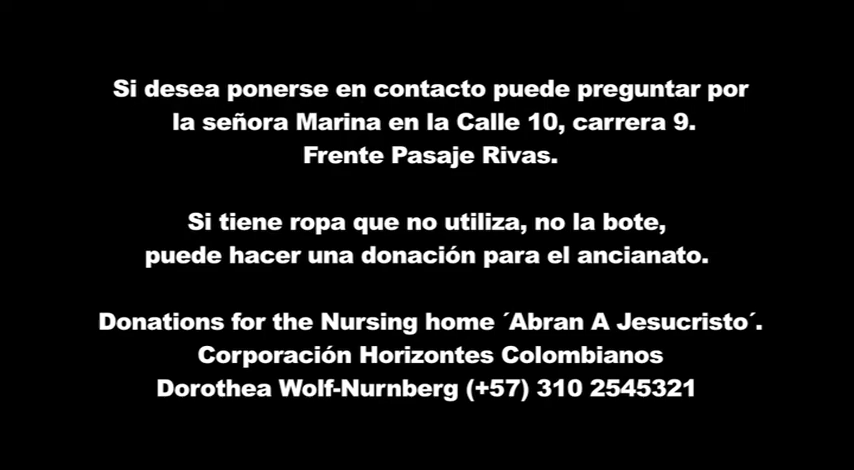 Si desea ponerse en contacto puede preguntar por
la señora Marina en la Calle 10, carrera 9.
Frente Pasaje Rivas.
Si tiene ropa que no utiliza, no la bote,
puede hacer una donación para el ancianato.
Donations for the Nursing home ´Abran A Jesucristo´.
Corporación Horizontes Colombianos
Dorothea Wolf-Nurnberg (+57) 310 2545321